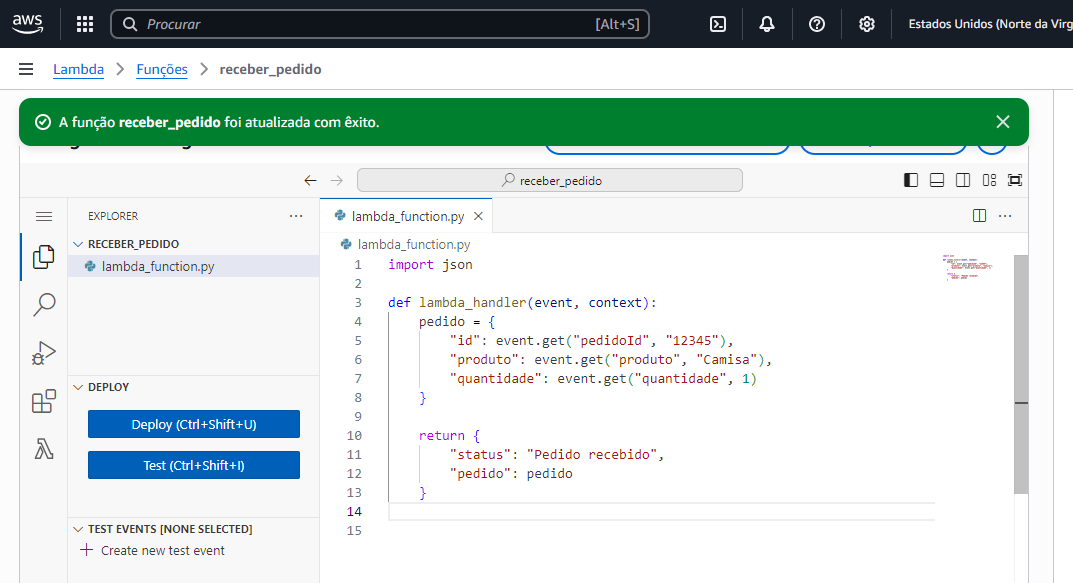 aws
Procurar [Alt+S]
Estados Unidos (Norte da Virg
Lambda > Funções > receber_pedido
A função receber_pedido foi atualizada com êxito.
receber_pedido
EXPLORER
RECEBER_PEDIDO
lambda_function.py
DEPLOY
Deploy (Ctrl+Shift+U)
Test (Ctrl+Shift+I)
TEST EVENTS [NONE SELECTED]
Create new test event
lambda_function.py
lambda_function.py
1 import json
2
3 def lambda_handler(event, context):
4     pedido = {
5         "id": event.get("pedidoId", "12345"),
6         "produto": event.get("produto", "Camisa"),
7         "quantidade": event.get("quantidade", 1)
8     }
9
10     return {
11         "status": "Pedido recebido",
12         "pedido": pedido
13     }
14
15